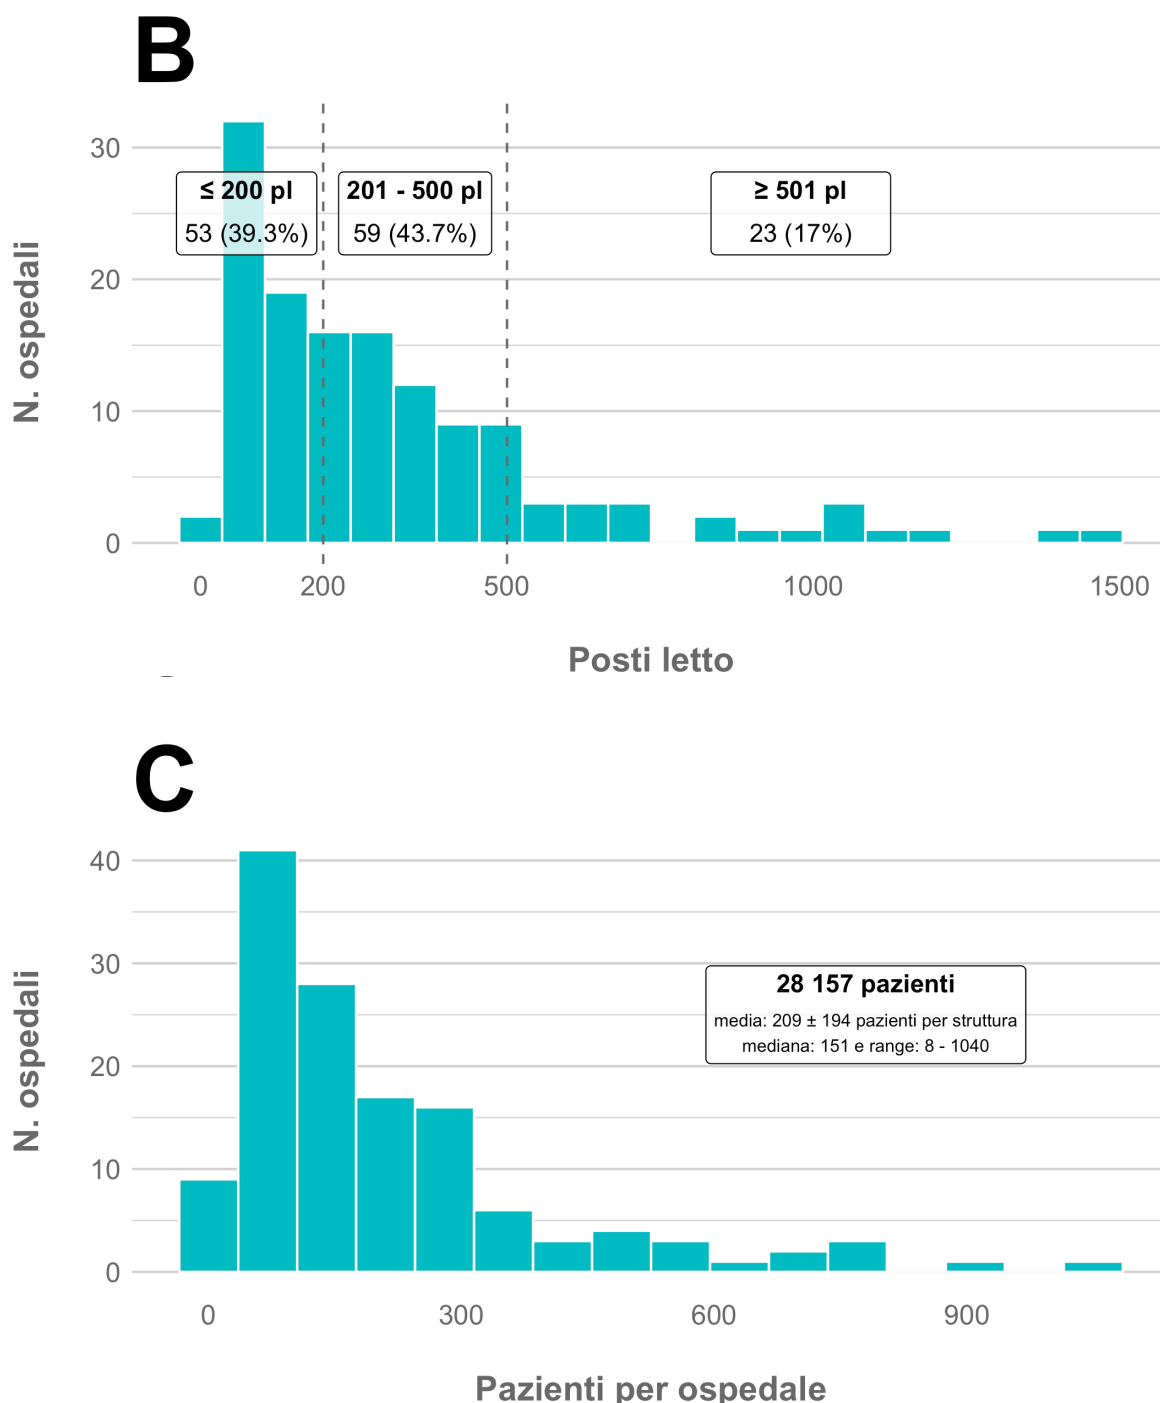 B
30
20
10
0
≤ 200 pl
53 (39.3%)
201 - 500 pl
59 (43.7%)
≥ 501 pl
23 (17%)
N. ospedali
0 200 500 1000 1500
Posti letto
C
40
30
20
10
0
28 157 pazienti
media: 209 ± 194 pazienti per struttura
mediana: 151 e range: 8 - 1040
N. ospedali
0 300 600 900
Pazienti per ospedale